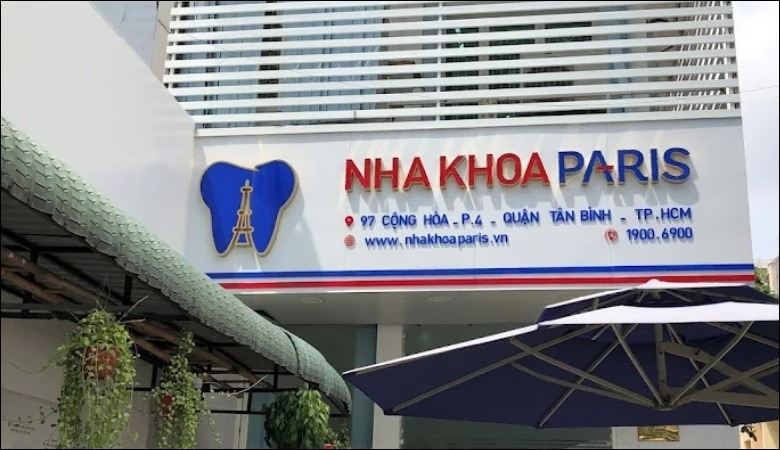 NHA KHOA PARIS
97 CỘNG HÒA - P.4 - QUẬN TÂN BÌNH - TP.HCM
www.nhakhoaparis.vn 1900.6900